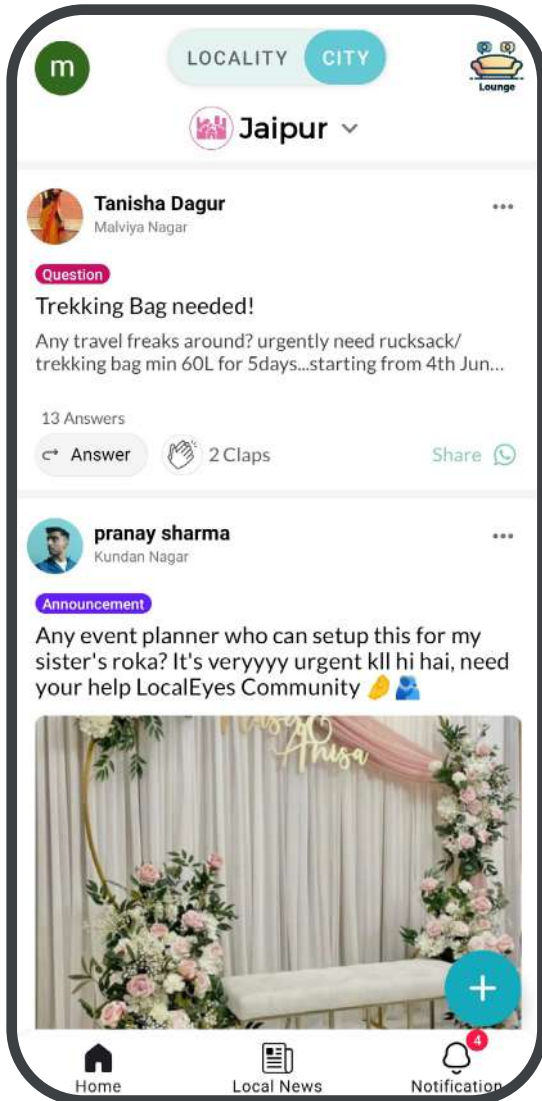 m
LOCALITY
CITY
Lounge
Jaipur
Tanisha Dagur
Malviya Nagar
Question
Trekking Bag needed!
Any travel freaks around? urgently need rucksack/
trekking bag min 60L for 5days...starting from 4th Jun...
13 Answers
Answer
2 Claps
Share
pranay sharma
Kundan Nagar
Announcement
Any event planner who can setup this for my
sister's roka? It's veryyyy urgent kll hi hai, need
your help LocalEyes Community 🤌🫂
Anisa
4
Home
Local News
Notification